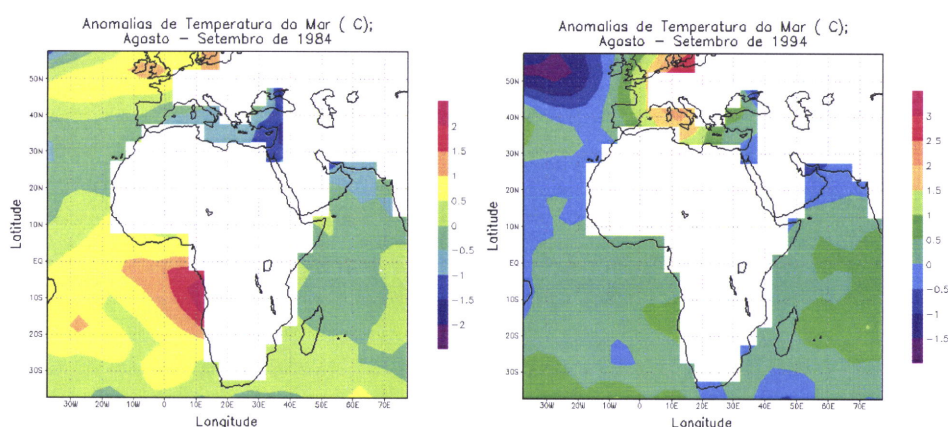 Anomalias de Temperatura do Mar ( C);
Agosto – Setembro de 1984
50N
40N
30N
20N
10N
EQ
10S
20S
30S
Latitude
30W 20W 10W 0 10E 20E 30E 40E 50E 60E 70E
Longitude
2
1.5
1
0.5
0
−0.5
−1
−1.5
−2
Anomalias de Temperatura do Mar ( C);
Agosto – Setembro de 1994
50N
40N
30N
20N
10N
EQ
10S
20S
30S
Latitude
30W 20W 10W 0 10E 20E 30E 40E 50E 60E 70E
Longitude
3
2.5
2
1.5
1
0.5
0
−0.5
−1
−1.5